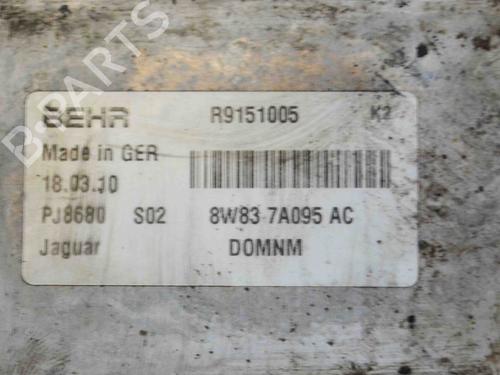 B-PARTS
BEHR R9151005 K2
Made in GER
18.03.10
PJ8680 S02 8W83 7A095 AC
Jaguar DOMNM